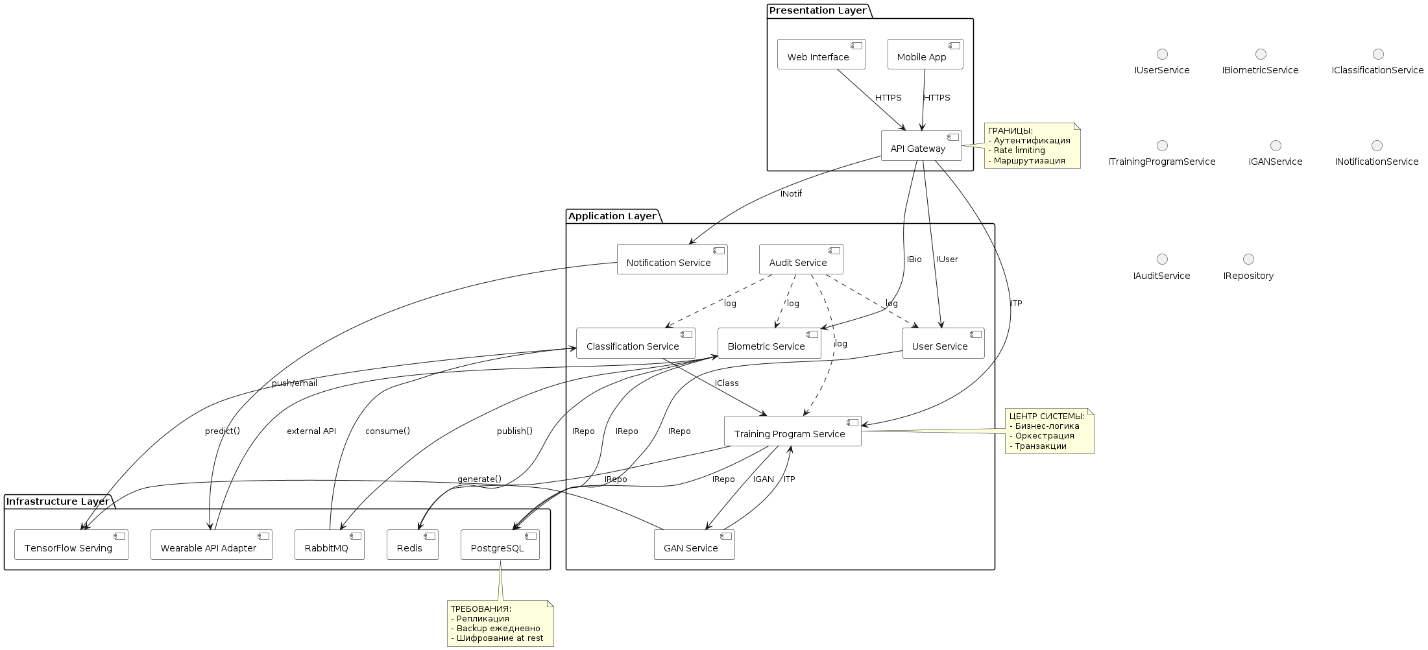 Presentation Layer
Web Interface
Mobile App
HTTPS
HTTPS
API Gateway
ГРАНИЦЫ:
- Аутентификация
- Rate limiting
- Маршрутизация
IUserService
IBiometricService
IClassificationService
ITrainingProgramService
IGANService
INotificationService
IAuditService
IRepository
INotif
Application Layer
Notification Service
Audit Service
IBio
IUser
ITP
log
log
log
log
Classification Service
Biometric Service
User Service
push/email
IClass
predict()
external API
consume()
publish()
IRepo
IRepo
IRepo
Training Program Service
ЦЕНТР СИСТЕМЫ:
- Бизнес-логика
- Оркестрация
- Транзакции
generate()
IRepo
IRepo
IGAN
ITP
Infrastructure Layer
TensorFlow Serving
Wearable API Adapter
RabbitMQ
Redis
PostgreSQL
GAN Service
ТРЕБОВАНИЯ:
- Репликация
- Backup ежедневно
- Шифрование at rest